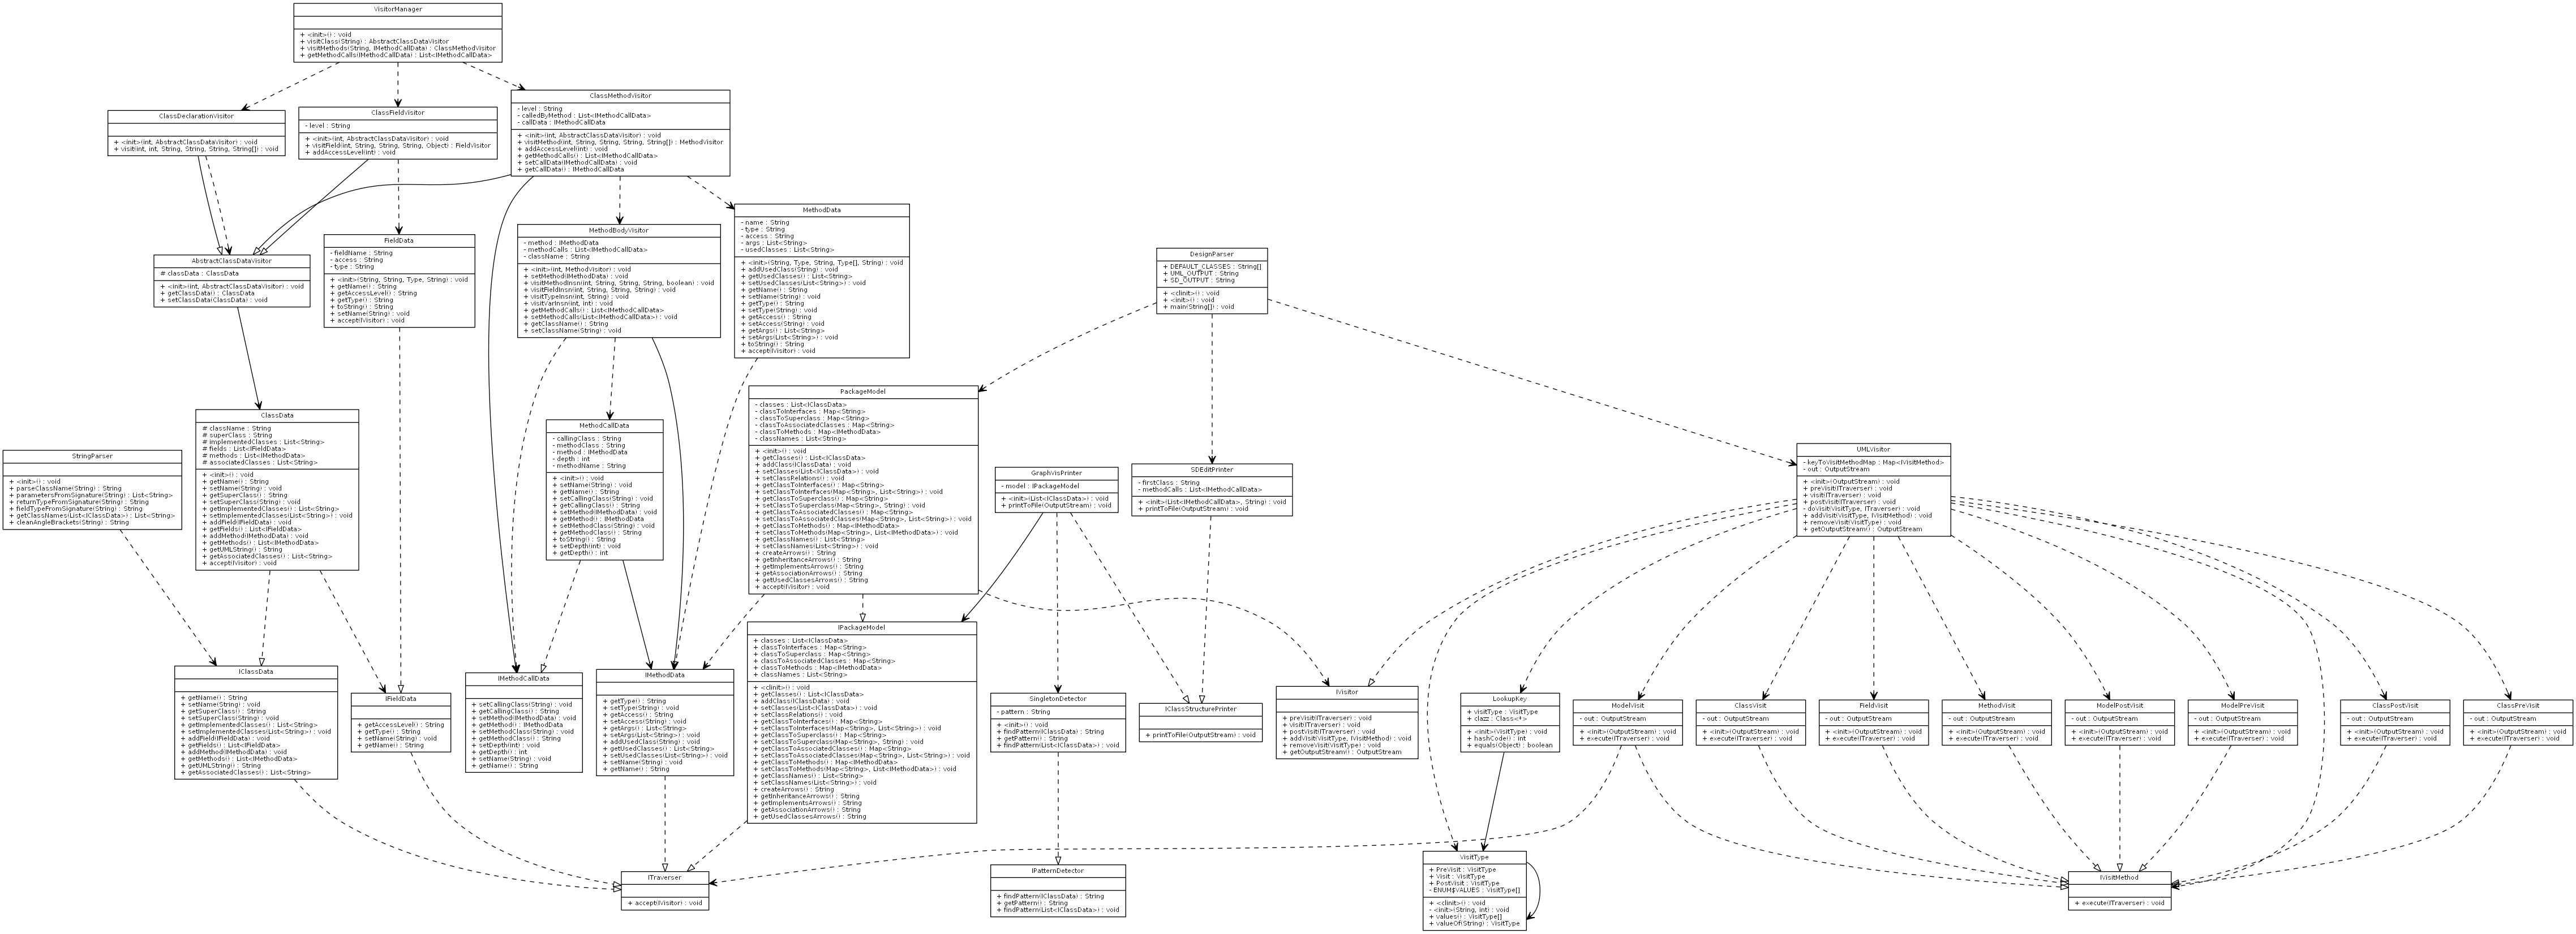 VisitorManager
+ <init>() : void
+ visitClass(String) : AbstractClassDataVisitor
+ visitMethods(String, IMethodCallData) : ClassMethodVisitor
+ getMethodCalls(IMethodCallData) : List<IMethodCallData>
ClassDeclarationVisitor
+ <init>(int, AbstractClassDataVisitor) : void
+ visit(int, int, String, String, String, String[]) : void
ClassFieldVisitor
- level : String
+ <init>(int, AbstractClassDataVisitor) : void
+ visitField(int, String, String, String, Object) : FieldVisitor
+ addAccessLevel(int) : void
ClassMethodVisitor
- level : String
- calledByMethod : List<IMethodCallData>
- callData : IMethodCallData
+ <init>(int, AbstractClassDataVisitor) : void
+ visitMethod(int, String, String, String, String[]) : MethodVisitor
+ addAccessLevel(int) : void
+ getMethodCalls() : List<IMethodCallData>
+ setCallData(IMethodCallData) : void
+ getCallData() : IMethodCallData
AbstractClassDataVisitor
# classData : ClassData
+ <init>(int, AbstractClassDataVisitor) : void
+ getClassData() : ClassData
+ setClassData(ClassData) : void
FieldData
- fieldName : String
- access : String
- type : String
+ <init>(String, String, Type, String) : void
+ getName() : String
+ getAccessLevel() : String
+ getType() : String
+ toString() : String
+ setName(String) : void
+ accept(IVisitor) : void
MethodBodyVisitor
- method : IMethodData
- methodCalls : List<IMethodCallData>
- className : String
+ <init>(int, MethodVisitor) : void
+ setMethod(IMethodData) : void
+ visitMethodInsn(int, String, String, String, boolean) : void
+ visitFieldInsn(int, String, String, String) : void
+ visitTypeInsn(int, String) : void
+ visitVarInsn(int, int) : void
+ getMethodCalls() : List<IMethodCallData>
+ setMethodCalls(List<IMethodCallData>) : void
+ getClassName() : String
+ setClassName(String) : void
MethodData
- name : String
- type : String
- access : String
- args : List<String>
- usedClasses : List<String>
+ <init>(String, Type, String, Type[], String) : void
+ addUsedClass(String) : void
+ getUsedClasses() : List<String>
+ setUsedClasses(List<String>) : void
+ getName() : String
+ setName(String) : void
+ getType() : String
+ setType(String) : void
+ getAccess() : String
+ setAccess(String) : void
+ getArgs() : List<String>
+ setArgs(List<String>) : void
+ toString() : String
+ accept(IVisitor) : void
DesignParser
+ DEFAULT_CLASSES : String[]
+ UML_OUTPUT : String
+ SD_OUTPUT : String
+ <clinit>() : void
+ <init>() : void
+ main(String[]) : void
StringParser
+ <init>() : void
+ parseClassName(String) : String
+ parametersFromSignature(String) : List<String>
+ returnTypeFromSignature(String) : String
+ fieldTypeFromSignature(String) : String
+ getClassNames(List<IClassData>) : List<String>
+ cleanAngleBrackets(String) : String
ClassData
# className : String
# superClass : String
# implementedClasses : List<String>
# fields : List<IFieldData>
# methods : List<IMethodData>
# associatedClasses : List<String>
+ <init>() : void
+ getName() : String
+ setName(String) : void
+ getSuperClass() : String
+ setSuperClass(String) : void
+ getImplementedClasses() : List<String>
+ setImplementedClasses(List<String>) : void
+ addField(IFieldData) : void
+ getFields() : List<IFieldData>
+ addMethod(IMethodData) : void
+ getMethods() : List<IMethodData>
+ getUMLString() : String
+ getAssociatedClasses() : List<String>
+ accept(IVisitor) : void
MethodCallData
- callingClass : String
- methodClass : String
- method : IMethodData
- depth : int
- methodName : String
+ <init>() : void
+ setName(String) : void
+ getName() : String
+ setCallingClass(String) : void
+ getCallingClass() : String
+ setMethod(IMethodData) : void
+ getMethod() : IMethodData
+ setMethodClass(String) : void
+ getMethodClass() : String
+ toString() : String
+ setDepth(int) : void
+ getDepth() : int
PackageModel
- classes : List<IClassData>
- classToInterfaces : Map<String>
- classToSuperclass : Map<String>
- classToAssociatedClasses : Map<String>
- classToMethods : Map<IMethodData>
- classNames : List<String>
+ <init>() : void
+ getClasses() : List<IClassData>
+ addClass(IClassData) : void
+ setClasses(List<IClassData>) : void
+ setClassRelations() : void
+ getClassToInterfaces() : Map<String>
+ setClassToInterfaces(Map<String>, List<String>) : void
+ getClassToSuperclass() : Map<String>
+ setClassToSuperclass(Map<String>, String) : void
+ getClassToAssociatedClasses() : Map<String>
+ setClassToAssociatedClasses(Map<String>, List<String>) : void
+ getClassToMethods() : Map<IMethodData>
+ setClassToMethods(Map<String>, List<IMethodData>) : void
+ getClassNames() : List<String>
+ setClassNames(List<String>) : void
+ createArrows() : String
+ getInheritanceArrows() : String
+ getImplementsArrows() : String
+ getAssociationArrows() : String
+ getUsedClassesArrows() : String
+ accept(IVisitor) : void
GraphVisPrinter
- model : IPackageModel
+ <init>(List<IClassData>) : void
+ printToFile(OutputStream) : void
SDEditPrinter
- firstClass : String
- methodCalls : List<IMethodCallData>
+ <init>(List<IMethodCallData>, String) : void
+ printToFile(OutputStream) : void
UMLVisitor
- keyToVisitMethodMap : Map<IVisitMethod>
- out : OutputStream
+ <init>(OutputStream) : void
+ preVisit(ITraverser) : void
+ visit(ITraverser) : void
+ postVisit(ITraverser) : void
- doVisit(VisitType, ITraverser) : void
+ addVisit(VisitType, IVisitMethod) : void
+ removeVisit(VisitType) : void
+ getOutputStream() : OutputStream
IClassData
+ getName() : String
+ setName(String) : void
+ getSuperClass() : String
+ setSuperClass(String) : void
+ getImplementedClasses() : List<String>
+ setImplementedClasses(List<String>) : void
+ addField(IFieldData) : void
+ getFields() : List<IFieldData>
+ addMethod(IMethodData) : void
+ getMethods() : List<IMethodData>
+ getUMLString() : String
+ getAssociatedClasses() : List<String>
IFieldData
+ getAccessLevel() : String
+ getType() : String
+ setName(String) : void
+ getName() : String
IMethodCallData
+ setCallingClass(String) : void
+ getCallingClass() : String
+ setMethod(IMethodData) : void
+ getMethod() : IMethodData
+ setMethodClass(String) : void
+ getMethodClass() : String
+ setDepth(int) : void
+ getDepth() : int
+ setName(String) : void
+ getName() : String
IMethodData
+ getType() : String
+ setType(String) : void
+ getAccess() : String
+ setAccess(String) : void
+ getArgs() : List<String>
+ setArgs(List<String>) : void
+ addUsedClass(String) : void
+ getUsedClasses() : List<String>
+ setUsedClasses(List<String>) : void
+ setName(String) : void
+ getName() : String
IPackageModel
+ classes : List<IClassData>
+ classToInterfaces : Map<String>
+ classToSuperclass : Map<String>
+ classToAssociatedClasses : Map<String>
+ classToMethods : Map<IMethodData>
+ classNames : List<String>
+ <clinit>() : void
+ getClasses() : List<IClassData>
+ addClass(IClassData) : void
+ setClasses(List<IClassData>) : void
+ setClassRelations() : void
+ getClassToInterfaces() : Map<String>
+ setClassToInterfaces(Map<String>, List<String>) : void
+ getClassToSuperclass() : Map<String>
+ setClassToSuperclass(Map<String>, String) : void
+ getClassToAssociatedClasses() : Map<String>
+ setClassToAssociatedClasses(Map<String>, List<String>) : void
+ getClassToMethods() : Map<IMethodData>
+ setClassToMethods(Map<String>, List<IMethodData>) : void
+ getClassNames() : List<String>
+ setClassNames(List<String>) : void
+ createArrows() : String
+ getInheritanceArrows() : String
+ getImplementsArrows() : String
+ getAssociationArrows() : String
+ getUsedClassesArrows() : String
SingletonDetector
- pattern : String
+ <init>() : void
+ findPattern(IClassData) : String
+ getPattern() : String
+ findPattern(List<IClassData>) : void
IClassStructurePrinter
+ printToFile(OutputStream) : void
IVisitor
+ previsit(ITraverser) : void
+ visit(ITraverser) : void
+ postVisit(ITraverser) : void
+ addVisit(VisitType, IVisitMethod) : void
+ removeVisit(VisitType) : void
+ getOutputStream() : OutputStream
LookupKey
+ visitType : VisitType
+ clazz : Class<*>
+ <init>(VisitType) : void
+ hashCode() : int
+ equals(Object) : boolean
ModelVisit
- out : OutputStream
+ <init>(OutputStream) : void
+ execute(ITraverser) : void
ClassVisit
- out : OutputStream
+ <init>(OutputStream) : void
+ execute(ITraverser) : void
FieldVisit
- out : OutputStream
+ <init>(OutputStream) : void
+ execute(ITraverser) : void
MethodVisit
- out : OutputStream
+ <init>(OutputStream) : void
+ execute(ITraverser) : void
ModelPostVisit
- out : OutputStream
+ <init>(OutputStream) : void
+ execute(ITraverser) : void
ModelPreVisit
- out : OutputStream
+ <init>(OutputStream) : void
+ execute(ITraverser) : void
ClassPostVisit
- out : OutputStream
+ <init>(OutputStream) : void
+ execute(ITraverser) : void
ClassPreVisit
- out : OutputStream
+ <init>(OutputStream) : void
+ execute(ITraverser) : void
ITraverser
+ accept(IVisitor) : void
IPatternDetector
+ findPattern(IClassData) : String
+ getPattern() : String
+ findPattern(List<IClassData>) : void
VisitType
+ PreVisit : VisitType
+ Visit : VisitType
+ PostVisit : VisitType
- ENUM$VALUES : VisitType[]
+ <clinit>() : void
- <init>(String, int) : void
+ values() : VisitType[]
+ valueOf(String) : VisitType
IVisitMethod
+ execute(ITraverser) : void